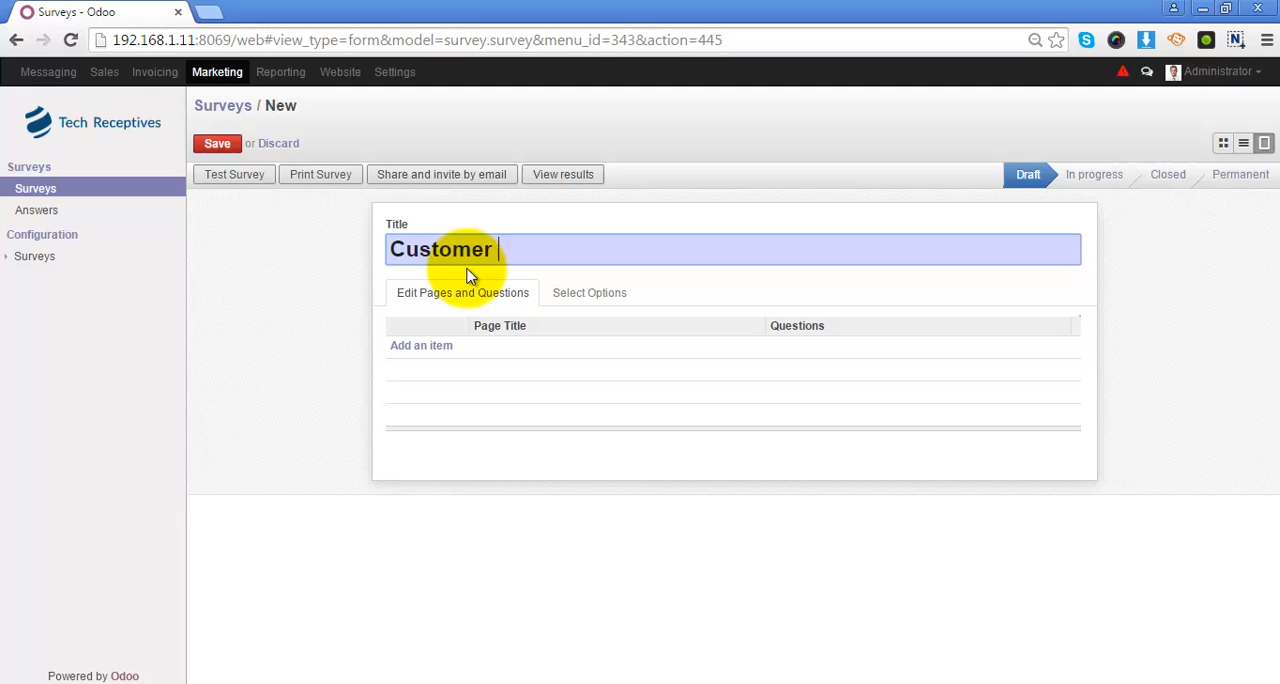 Surveys - Odoo
192.168.1.11:8069/web#view_type=form&model=survey.survey&menu_id=343&action=445
Messaging Sales Invoicing Marketing Reporting Website Settings Administrator
Tech Receptives
Surveys
Surveys
Answers
Configuration
Surveys
Powered by Odoo
Surveys / New
Save or Discard
Test Survey Print Survey Share and invite by email View results Draft In progress Closed Permanent
Title
Customer
Edit Pages and Questions Select Options
Page Title Questions
Add an item